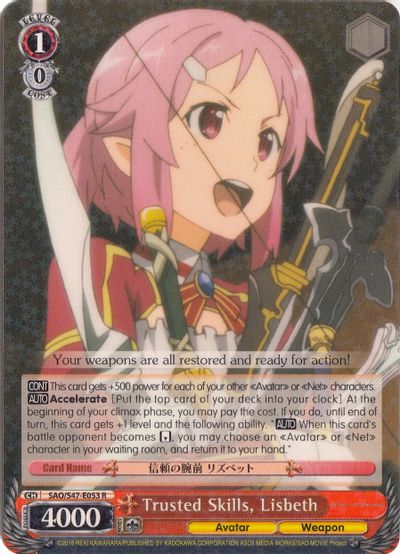 LEVEL
1
0
COST
Your weapons are all restored and ready for action!
CONT This card gets +500 power for each of your other «Avatar» or «Net» characters.
AUTO Accelerate [Put the top card of your deck into your clock] At the
beginning of your climax phase, you may pay the cost. If you do, until end of
turn, this card gets +1 level and the following ability. "AUTO When this card's
battle opponent becomes [ ], you may choose an «Avatar» or «Net»
character in your waiting room, and return it to your hand."
Card Name 信頼の腕前 リズベット
CH SAO/S47-E053 R
POWER 4000 Trusted Skills, Lisbeth
Avatar Weapon
©2016 REKI KAWAHARA/PUBLISHED BY KADOKAWA CORPORATION ASCII MEDIA WORKS/SAO MOVIE Project